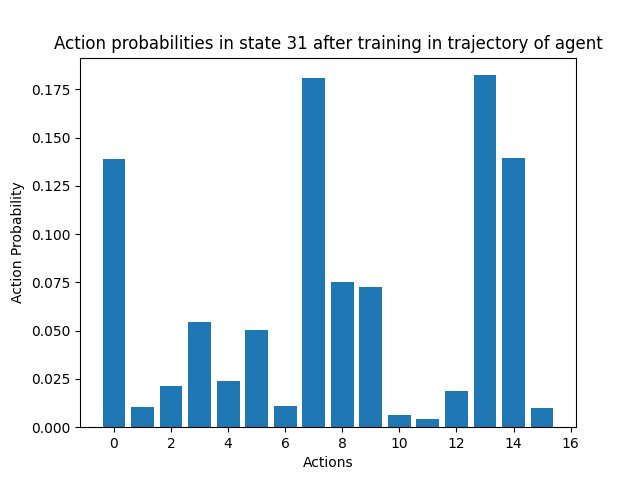 Action probabilities in state 31 after training in trajectory of agent
Action Probability
0.175
0.150
0.125
0.100
0.075
0.050
0.025
0.000
0 2 4 6 8 10 12 14 16
Actions